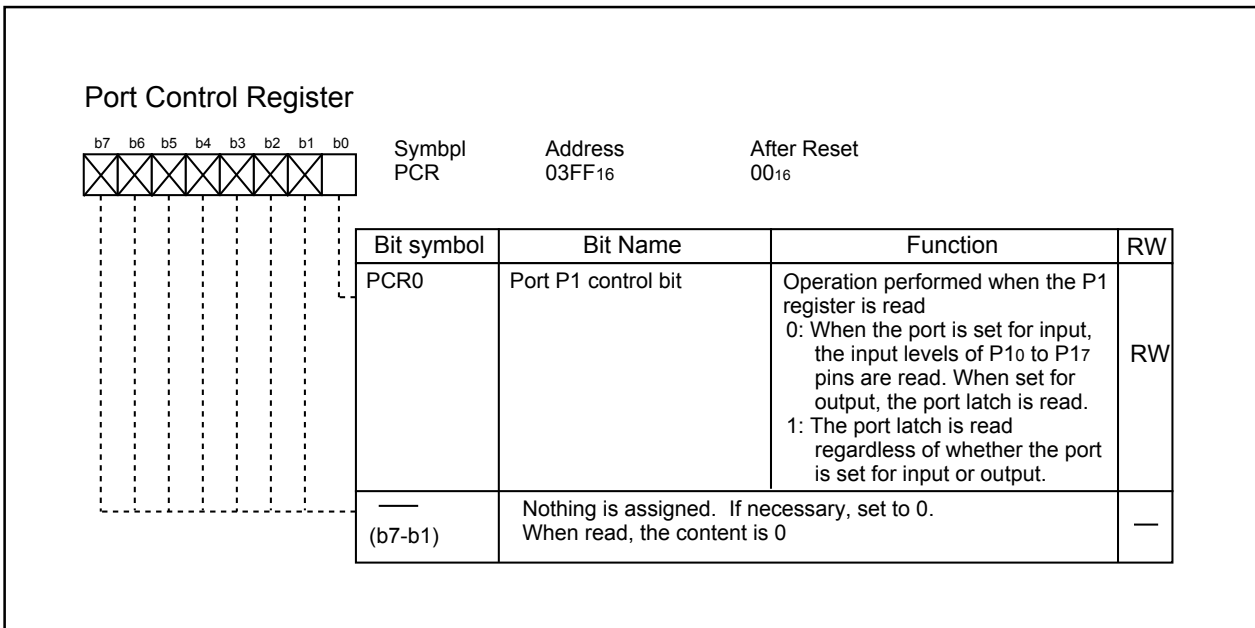 Port Control Register
b7 b6 b5 b4 b3 b2 b1 b0
Symbpl Address After Reset
PCR 03FF16 0016
Bit symbol Bit Name Function RW
PCR0 Port P1 control bit Operation performed when the P1
register is read
0: When the port is set for input,
the input levels of P10 to P17
pins are read. When set for
output, the port latch is read.
1: The port latch is read
regardless of whether the port
is set for input or output.
RW
— Nothing is assigned. If necessary, set to 0.
(b7-b1) When read, the content is 0
—